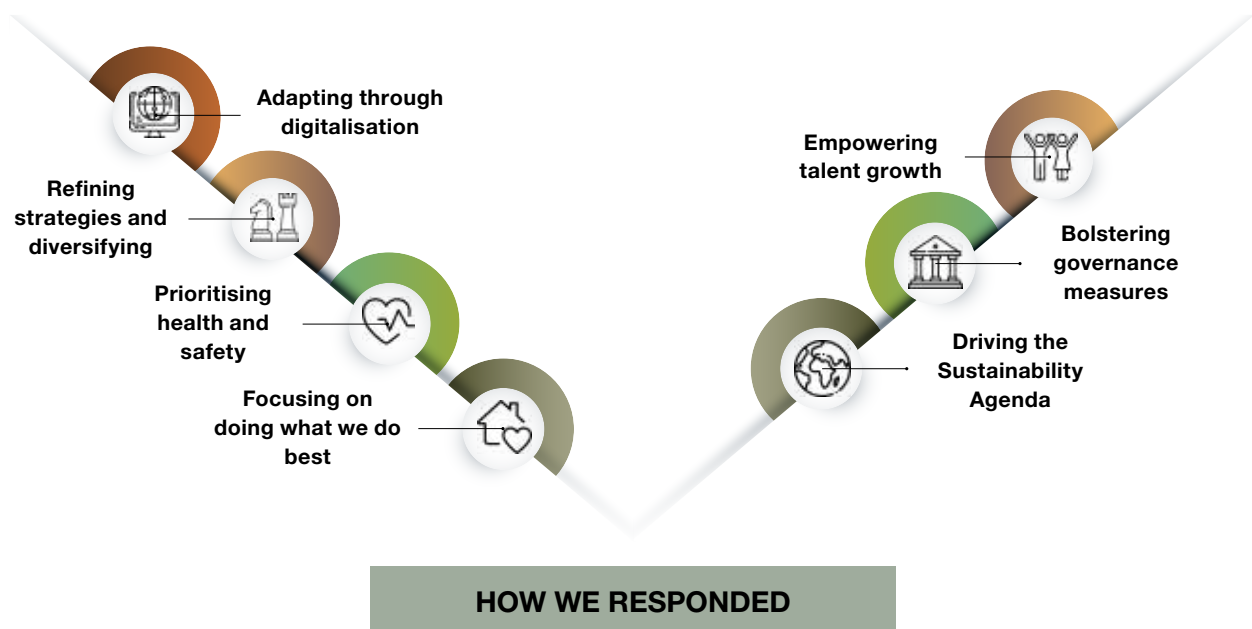 Adapting through
digitalisation
Refining
strategies and
diversifying
Prioritising
health and
safety
Focusing on
doing what we do
best
Empowering
talent growth
Bolstering
governance
measures
Driving the
Sustainability
Agenda
HOW WE RESPONDED